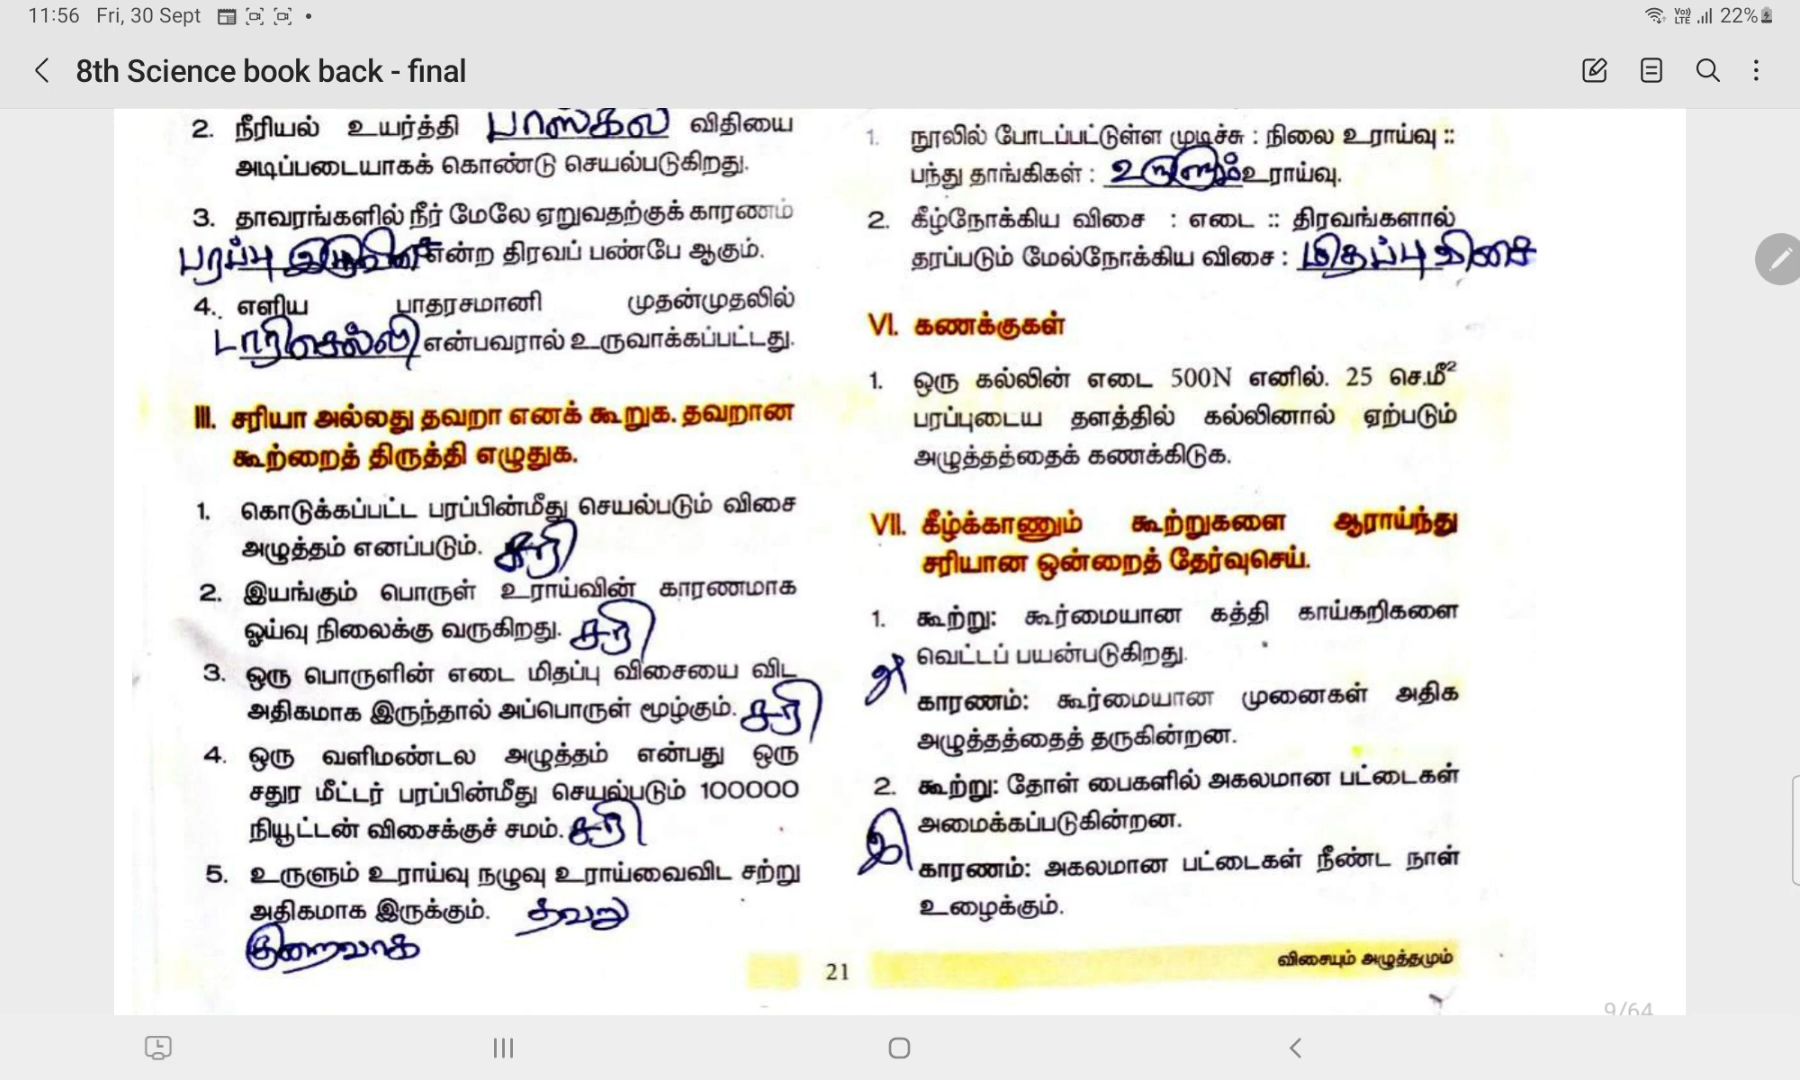 11:56 Fri, 30 Sept
22%
8th Science book back - final
2. நீரியல் உயர்த்தி பாஸ்கல் விதியை
அடிப்படையாகக் கொண்டு செயல்படுகிறது.
3. தாவரங்களில் நீர் மேலே ஏறுவதற்குக் காரணம்
பரப்பு இழுவிசை என்ற திரவப் பண்பே ஆகும்.
4. எளிய பாதரசமானி முதன்முதலில்
டாரிசெல்லி என்பவரால் உருவாக்கப்பட்டது.
III. சரியா அல்லது தவறா எனக் கூறுக. தவறான
கூற்றைத் திருத்தி எழுதுக.
1. கொடுக்கப்பட்ட பரப்பின்மீது செயல்படும் விசை
அழுத்தம் எனப்படும். சரி
2. இயங்கும் பொருள் உராய்வின் காரணமாக
ஓய்வு நிலைக்கு வருகிறது. சரி
3. ஒரு பொருளின் எடை மிதப்பு விசையை விட
அதிகமாக இருந்தால் அப்பொருள் மூழ்கும். சரி
4. ஒரு வளிமண்டல அழுத்தம் என்பது ஒரு
சதுர மீட்டர் பரப்பின்மீது செயல்படும் 100000
நியூட்டன் விசைக்குச் சமம். சரி
5. உருளும் உராய்வு நழுவு உராய்வைவிட சற்று
அதிகமாக இருக்கும். தவறு
குறைவாக
1. நூலில் போடப்பட்டுள்ள முடிச்சு : நிலை உராய்வு ::
பந்து தாங்கிகள் : உருளும் உராய்வு.
2. கீழ்நோக்கிய விசை : எடை :: திரவங்களால்
தரப்படும் மேல்நோக்கிய விசை : மிதப்பு விசை
VI. கணக்குகள்
1. ஒரு கல்லின் எடை 500N எனில். 25 செ.மீ²
பரப்புடைய தளத்தில் கல்லினால் ஏற்படும்
அழுத்தத்தைக் கணக்கிடுக.
VII. கீழ்க்காணும் கூற்றுகளை ஆராய்ந்து
சரியான ஒன்றைத் தேர்வுசெய்.
1. கூற்று: கூர்மையான கத்தி காய்கறிகளை
வெட்டப் பயன்படுகிறது.
அ
காரணம்: கூர்மையான முனைகள் அதிக
அழுத்தத்தைத் தருகின்றன.
2. கூற்று: தோள் பைகளில் அகலமான பட்டைகள்
அமைக்கப்படுகின்றன.
இ
காரணம்: அகலமான பட்டைகள் நீண்ட நாள்
உழைக்கும்.
21
விசையும் அழுத்தமும்
9/64